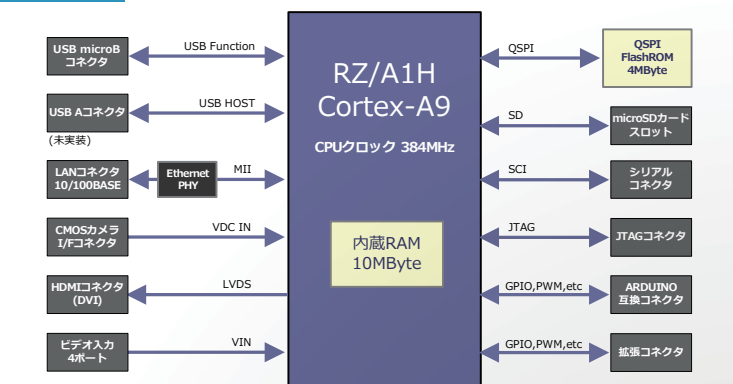 USB microB
コネクタ
USB Function
USB Aコネクタ
(未実装)
USB HOST
LANコネクタ
10/100BASE
Ethernet
PHY
MII
CMOSカメラ
I/Fコネクタ
VDC IN
HDMIコネクタ
(DVI)
LVDS
ビデオ入力
4ポート
VIN
RZ/A1H
Cortex-A9
CPUクロック 384MHz
内蔵RAM
10MByte
QSPI
QSPI
FlashROM
4MByte
SD
microSDカード
スロット
SCI
シリアル
コネクタ
JTAG
JTAGコネクタ
GPIO,PWM,etc
ARDUINO
互換コネクタ
GPIO,PWM,etc
拡張コネクタ